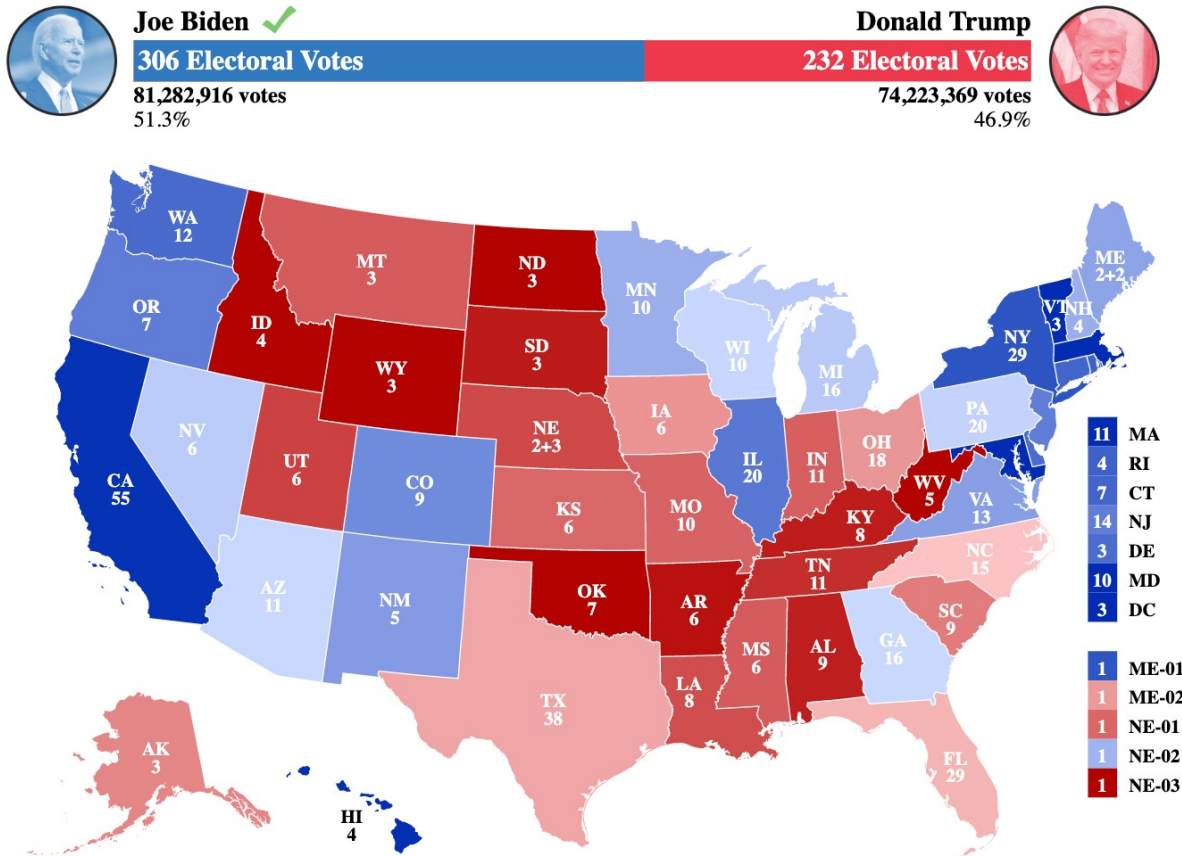 Joe Biden
Donald Trump
306 Electoral Votes
232 Electoral Votes
81,282,916 votes
74,223,369 votes
51.3%
46.9%
WA
12
OR
7
CA
55
NV
6
ID
4
MT
3
WY
3
UT
6
AZ
11
CO
9
NM
5
ND
3
SD
3
NE
2+3
KS
6
OK
7
TX
38
MN
10
IA
6
MO
10
AR
6
LA
8
WI
10
IL
20
MI
16
IN
11
OH
18
KY
8
TN
11
MS
6
AL
9
GA
16
FL
29
SC
9
NC
15
VA
13
WV
5
PA
20
NY
29
VT
3
NH
4
ME
2+2
AK
3
HI
4
11 MA
4 RI
7 CT
14 NJ
3 DE
10 MD
3 DC
1 ME-01
1 ME-02
1 NE-01
1 NE-02
1 NE-03